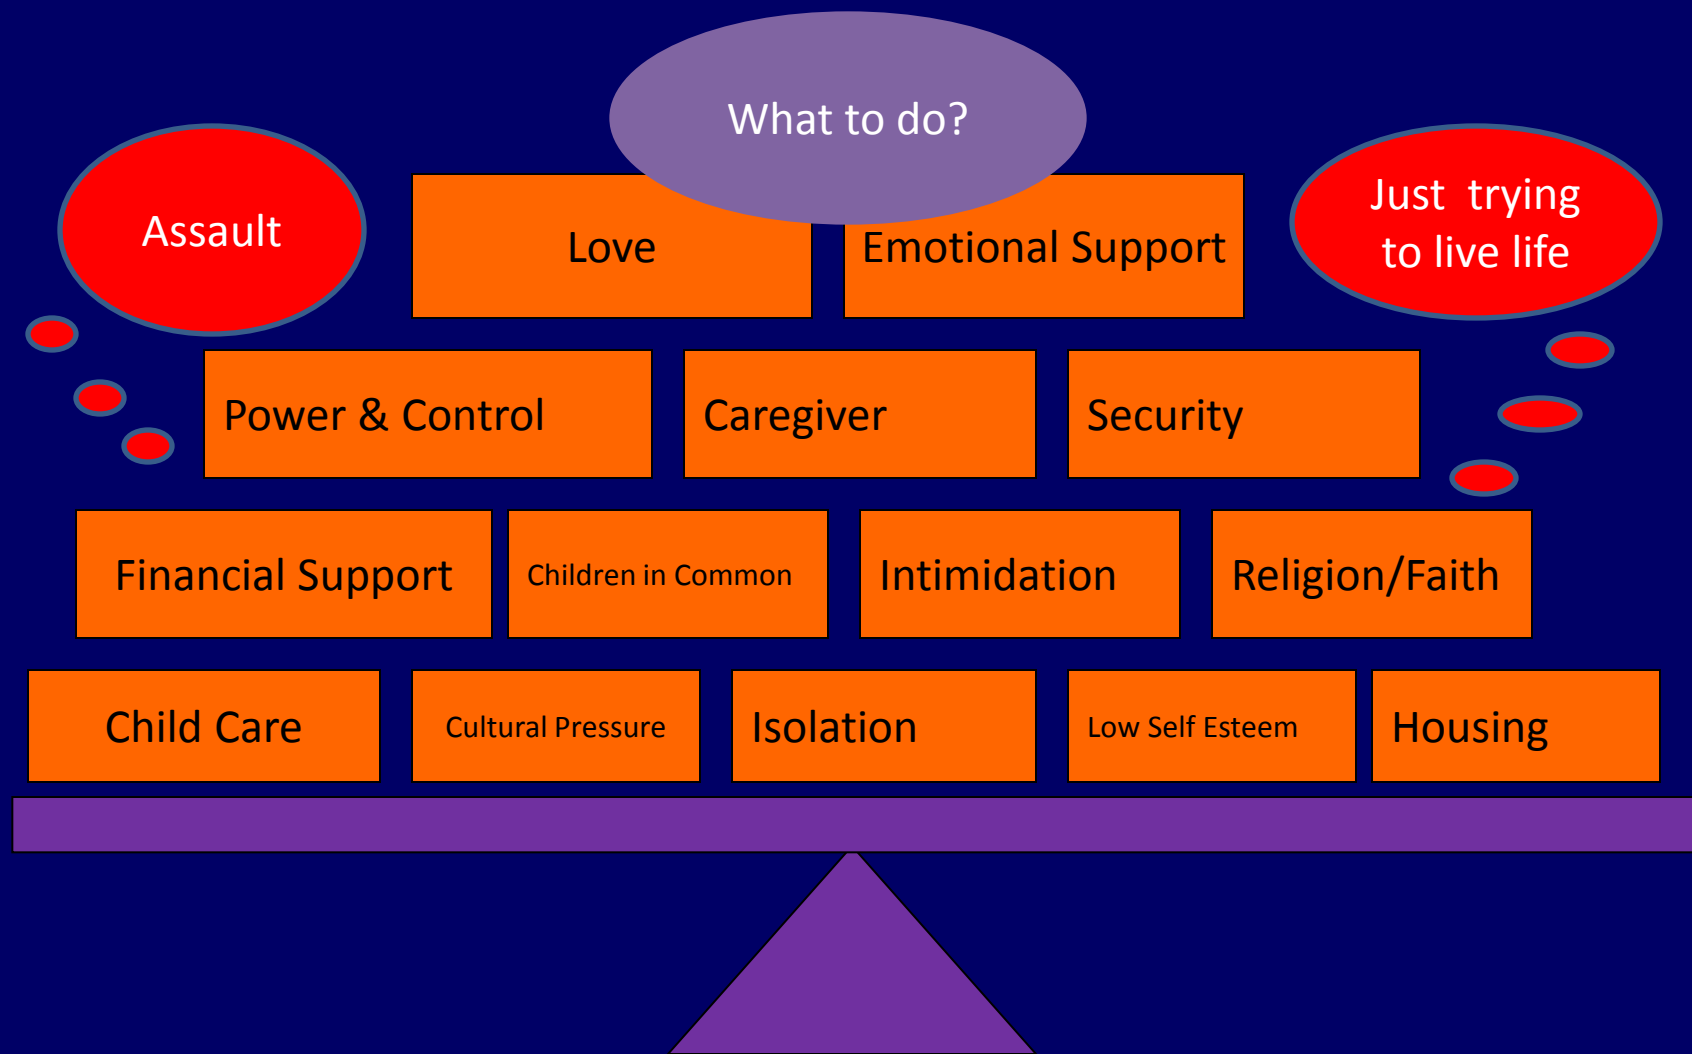 What to do?
Assault
Just trying
to live life
Love
Emotional Support
Power & Control
Caregiver
Security
Financial Support
Children in Common
Intimidation
Religion/Faith
Child Care
Cultural Pressure
Isolation
Low Self Esteem
Housing